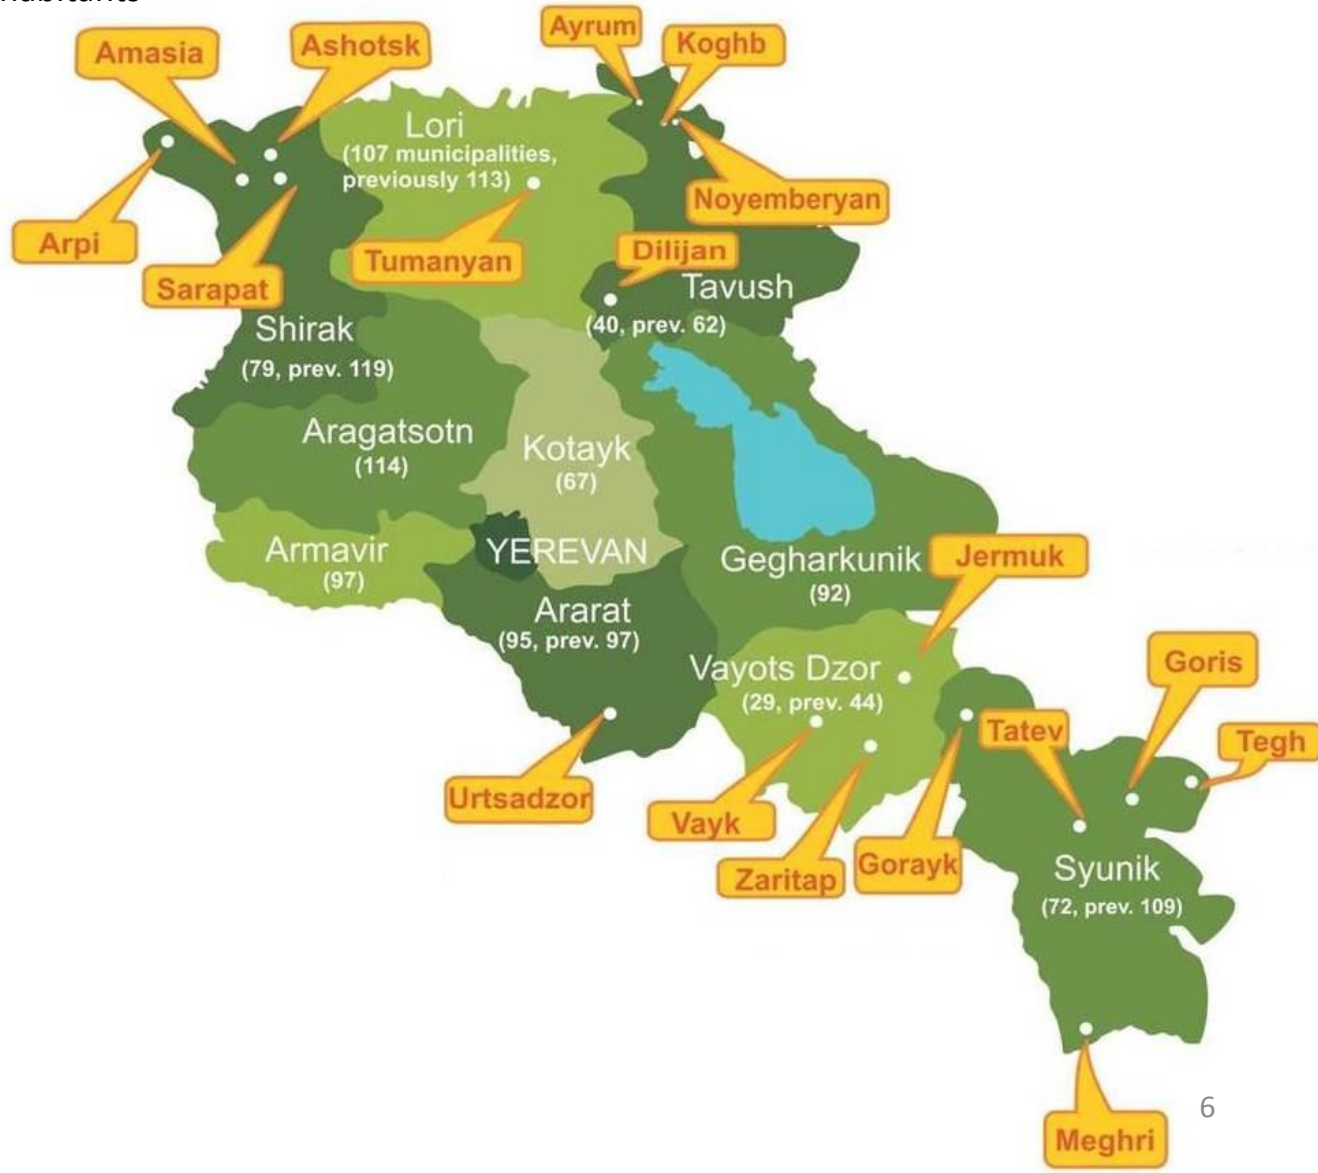 Ayrum
Koghb
Amasia
Ashotsk
Lori
(107 municipalities,
previously 113)
Noyemberyan
Arpi
Tumanyan
Dilijan
Sarapat
Tavush
(40, prev. 62)
Shirak
(79, prev. 119)
Aragatsotn
(114)
Kotayk
(67)
Armavir
(97)
YEREVAN
Gegharkunik
(92)
Jermuk
Ararat
(95, prev. 97)
Vayots Dzor
(29, prev. 44)
Goris
Tatev
Tegh
Urtsadzor
Vayk
Zaritap
Gorayk
Syunik
(72, prev. 109)
6
Meghri